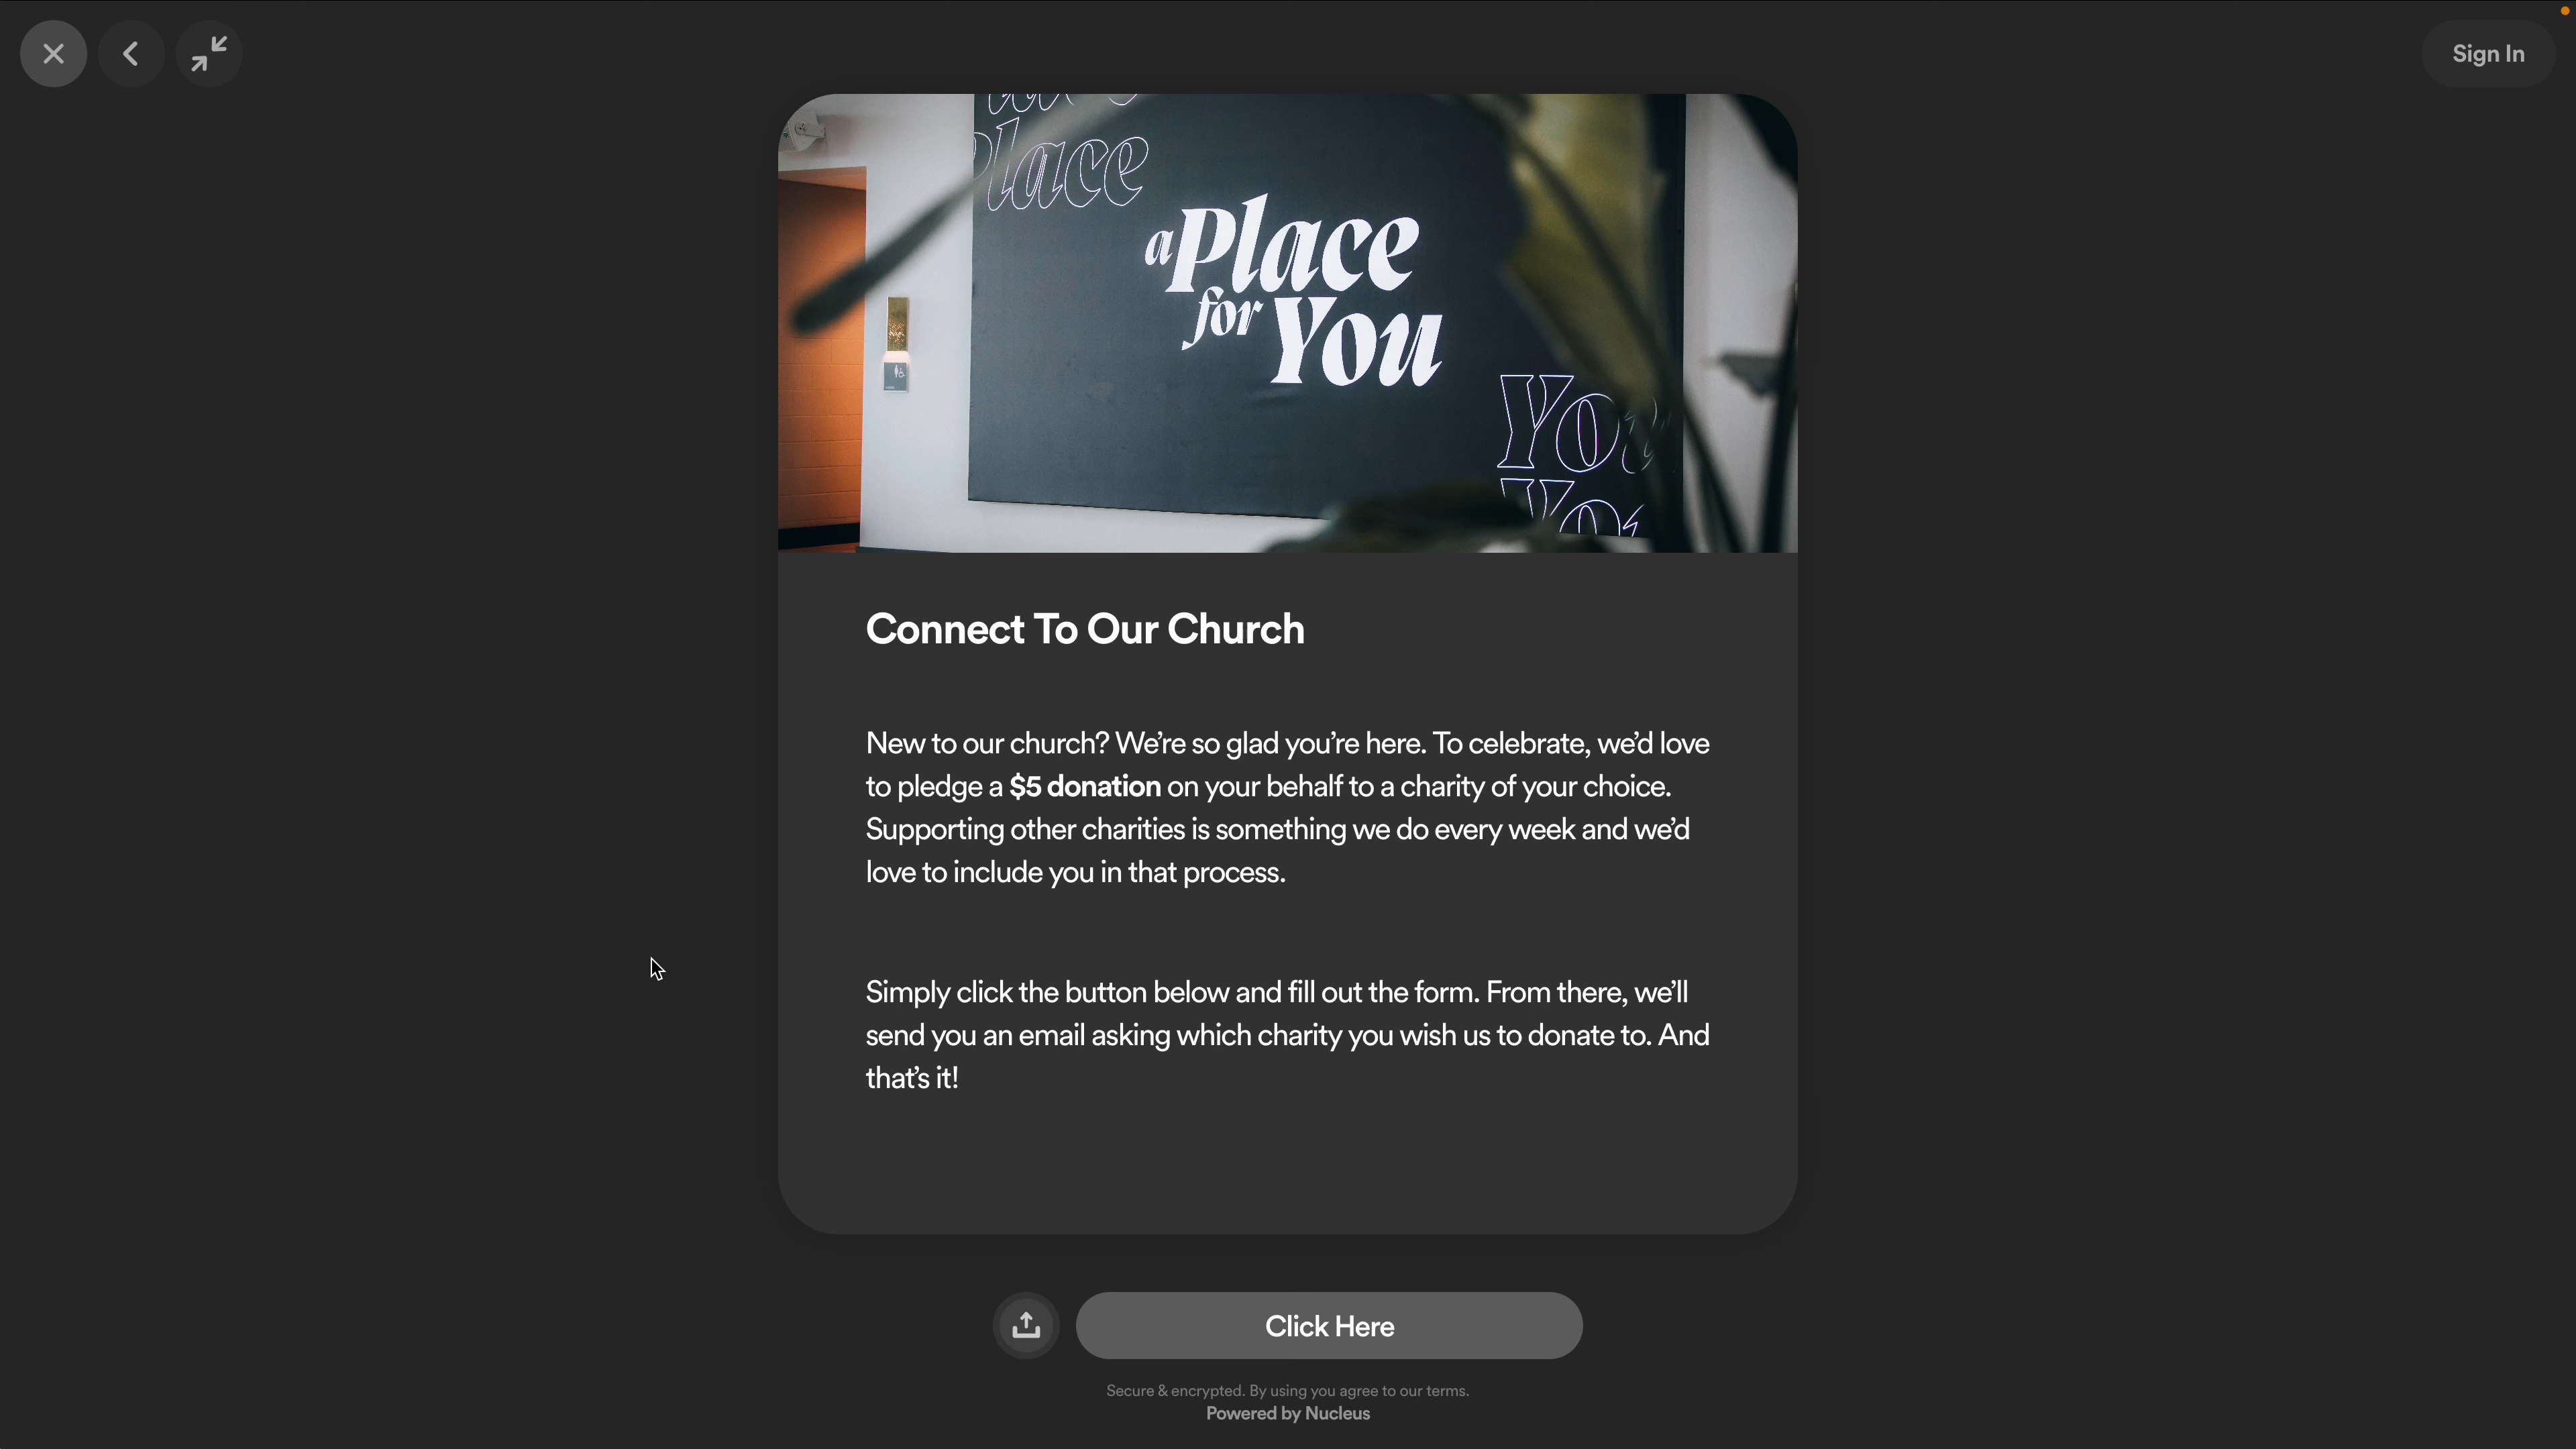 Sign In
Place
a Place
for You
You
Connect To Our Church
New to our church? We’re so glad you’re here. To celebrate, we’d love
to pledge a $5 donation on your behalf to a charity of your choice.
Supporting other charities is something we do every week and we’d
love to include you in that process.
Simply click the button below and fill out the form. From there, we’ll
send you an email asking which charity you wish us to donate to. And
that’s it!
Click Here
Secure & encrypted. By using you agree to our terms.
Powered by Nucleus